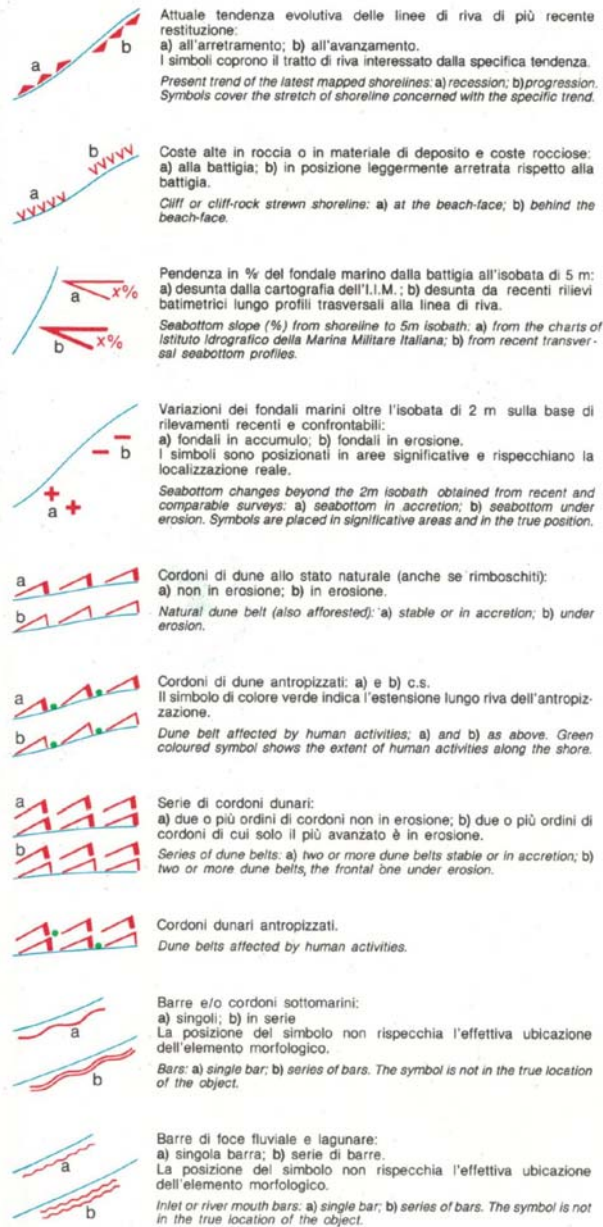 Attuale tendenza evolutiva delle linee di riva di più recente
restituzione:
a) all'arretramento; b) all'avanzamento.
I simboli coprono il tratto di riva interessato dalla specifica tendenza.
Present trend of the latest mapped shorelines: a) recession; b) progression.
Symbols cover the stretch of shoreline concerned with the specific trend.
a
b
Coste alte in roccia o in materiale di deposito e coste rocciose:
a) alla battigia; b) in posizione leggermente arretrata rispetto alla
battigia.
Cliff or cliff-rock strewn shoreline: a) at the beach-face; b) behind the
beach-face.
b
a
Pendenza in % del fondale marino dalla battigia all'isobata di 5 m:
a) desunta dalla cartografia dell'I.I.M.; b) desunta da recenti rilievi
batimetrici lungo profili trasversali alla linea di riva.
Seabottom slope (%) from shoreline to 5m isobath: a) from the charts of
Istituto Idrografico della Marina Militare Italiana; b) from recent transver-
sal seabottom profiles.
a x%
b x%
Variazioni dei fondali marini oltre l'isobata di 2 m sulla base di
rilevamenti recenti e confrontabili:
a) fondali in accumulo; b) fondali in erosione.
I simboli sono posizionati in aree significative e rispecchiano la
localizzazione reale.
Seabottom changes beyond the 2m isobath obtained from recent and
comparable surveys: a) seabottom in accretion; b) seabottom under
erosion. Symbols are placed in significative areas and in the true position.
b
a
Cordoni di dune allo stato naturale (anche se rimboschiti):
a) non in erosione; b) in erosione.
Natural dune belt (also afforested): a) stable or in accretion; b) under
erosion.
a
b
Cordoni di dune antropizzati: a) e b) c.s.
Il simbolo di colore verde indica l'estensione lungo riva dell'antropiz-
zazione.
Dune belt affected by human activities; a) and b) as above. Green
coloured symbol shows the extent of human activities along the shore.
a
b
Serie di cordoni dunari:
a) due o più ordini di cordoni non in erosione; b) due o più ordini di
cordoni di cui solo il più avanzato è in erosione.
Series of dune belts: a) two or more dune belts stable or in accretion; b)
two or more dune belts, the frontal one under erosion.
a
b
Cordoni dunari antropizzati.
Dune belts affected by human activities.
Barre e/o cordoni sottomarini:
a) singoli; b) in serie
La posizione del simbolo non rispecchia l'effettiva ubicazione
dell'elemento morfologico.
Bars: a) single bar; b) series of bars. The symbol is not in the true location
of the object.
a
b
Barre di foce fluviale e lagunare:
a) singola barra; b) serie di barre.
La posizione del simbolo non rispecchia l'effettiva ubicazione
dell'elemento morfologico.
Inlet or river mouth bars: a) single bar; b) series of bars. The symbol is not
in the true location of the object.
a
b